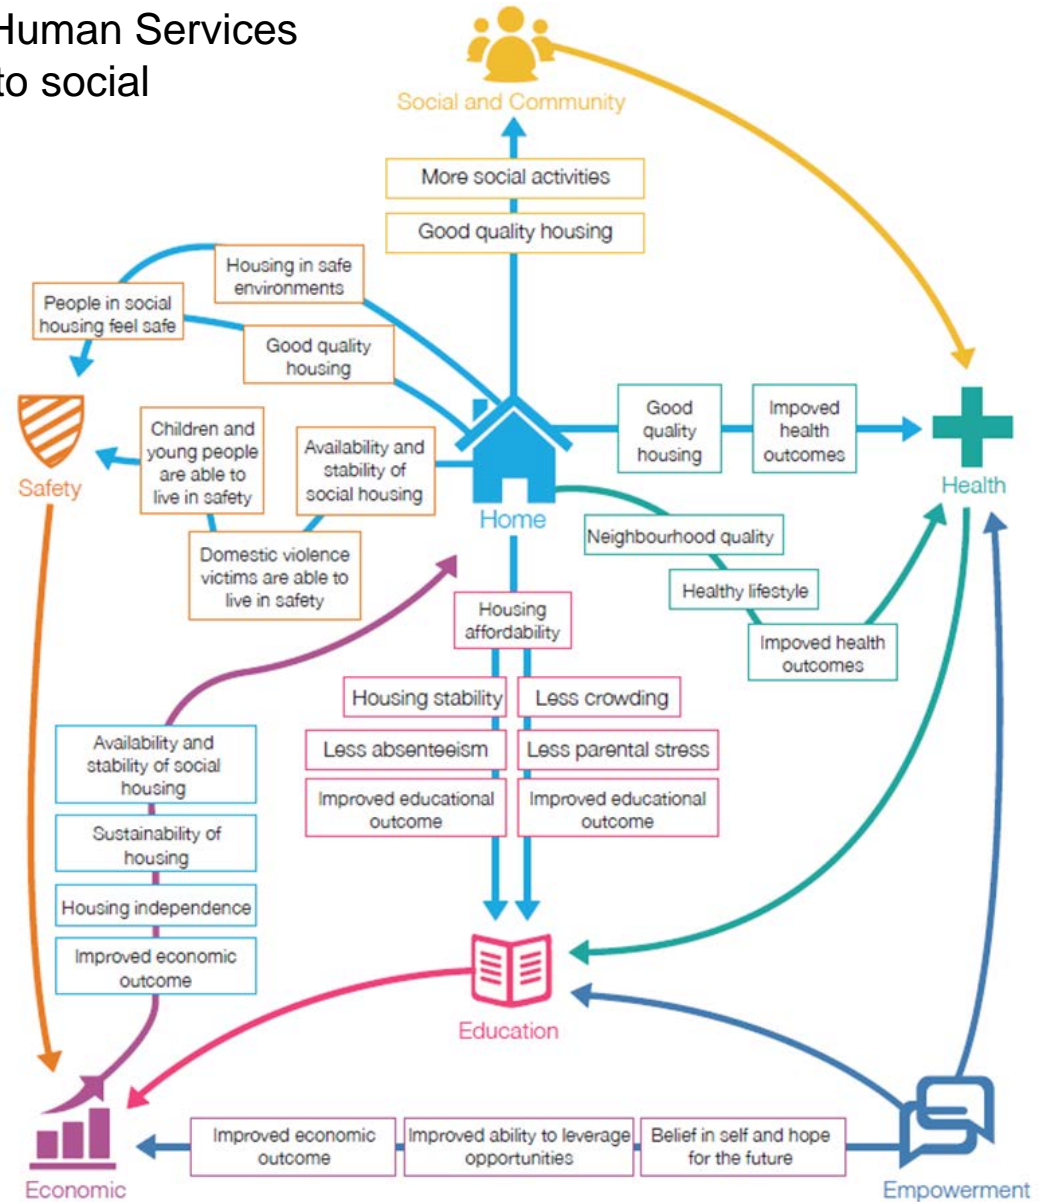 Human Services
to social
Social and Community
More social activities
Good quality housing
Housing in safe
environments
People in social
housing feel safe
Good quality
housing
Safety
Children and
young people
are able to
live in safety
Availability and
stability of
social housing
Domestic violence
victims are able to
live in safety
Home
Good
quality
housing
Impoved
health
outcomes
Health
Neighbourhood quality
Healthy lifestyle
Impoved health
outcomes
Housing
affordability
Housing stability
Less crowding
Less absenteeism
Less parental stress
Improved educational
outcome
Improved educational
outcome
Availability and
stability of social
housing
Sustainability of
housing
Housing independence
Improved economic
outcome
Education
Economic
Improved economic
outcome
Improved ability to leverage
opportunities
Belief in self and hope
for the future
Empowerment